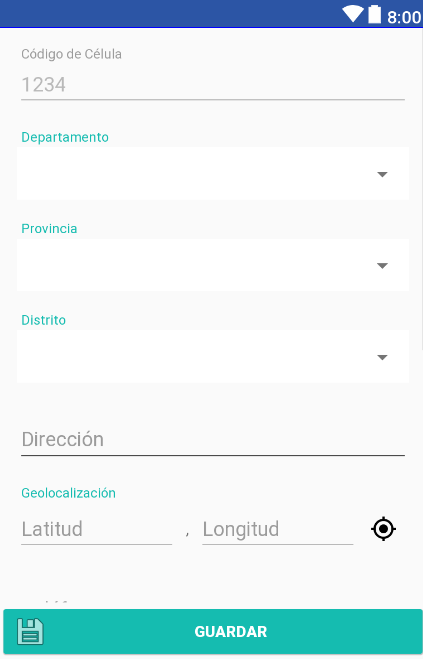 8:00
Código de Célula
1234
Departamento
Provincia
Distrito
Dirección
Geolocalización
Latitud , Longitud
GUARDAR